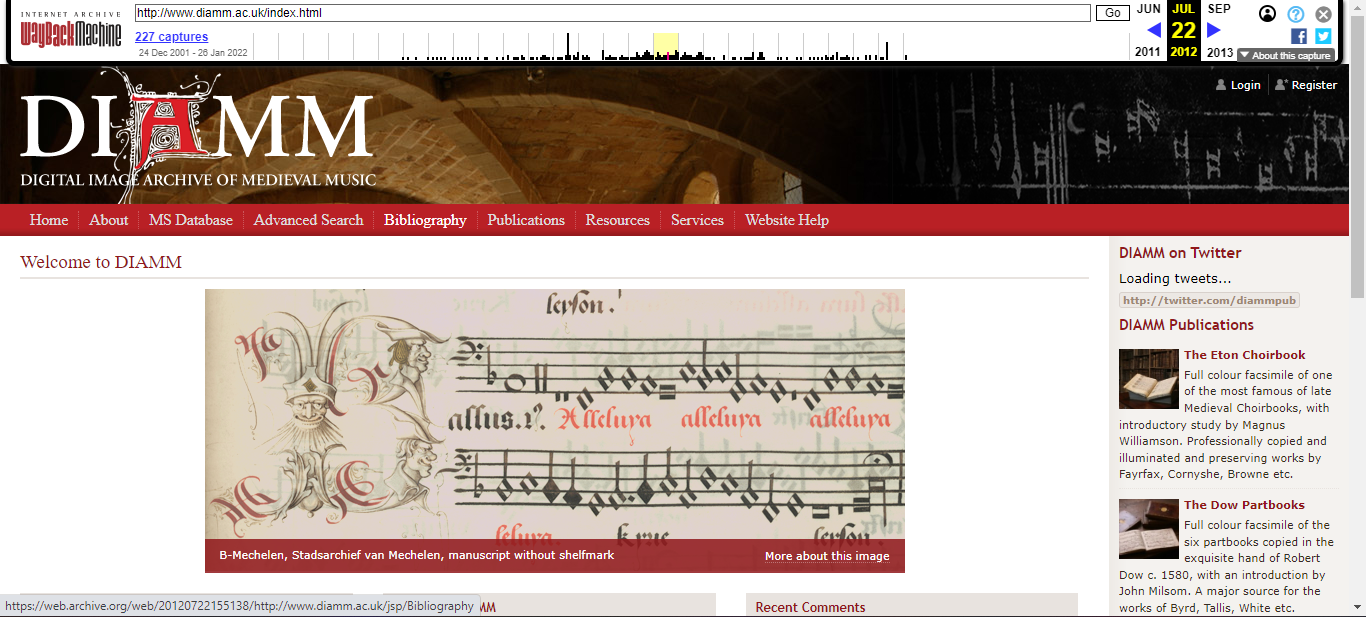 INTERNET ARCHIVE
WayBackMachine
http://www.diamm.ac.uk/index.html
Go
227 captures
24 Dec 2001 - 26 Jan 2022
JUN JUL SEP
22
2011 2012 2013
About this capture
Login Register
DIAMM
DIGITAL IMAGE ARCHIVE OF MEDIEVAL MUSIC
Home About MS Database Advanced Search Bibliography Publications Resources Services Website Help
Welcome to DIAMM
allus.
Alleluya alleluya alleluya
B-Mechelen, Stadsarchief van Mechelen, manuscript without shelfmark
More about this image
DIAMM on Twitter
Loading tweets...
http://twitter.com/diammpub
DIAMM Publications
The Eton Choirbook
Full colour facsimile of one
of the most famous of late
Medieval Choirbooks, with
introductory study by Magnus
Williamson. Professionally copied and
illuminated and preserving works by
Fayrfax, Cornyshe, Browne etc.
The Dow Partbooks
Full colour facsimile of the
six partbooks copied in the
exquisite hand of Robert
Dow c. 1580, with an introduction by
John Milsom. A major source for the
works of Byrd, Tallis, White etc.
Recent Comments
https://web.archive.org/web/20120722155138/http://www.diamm.ac.uk/jsp/Bibliography